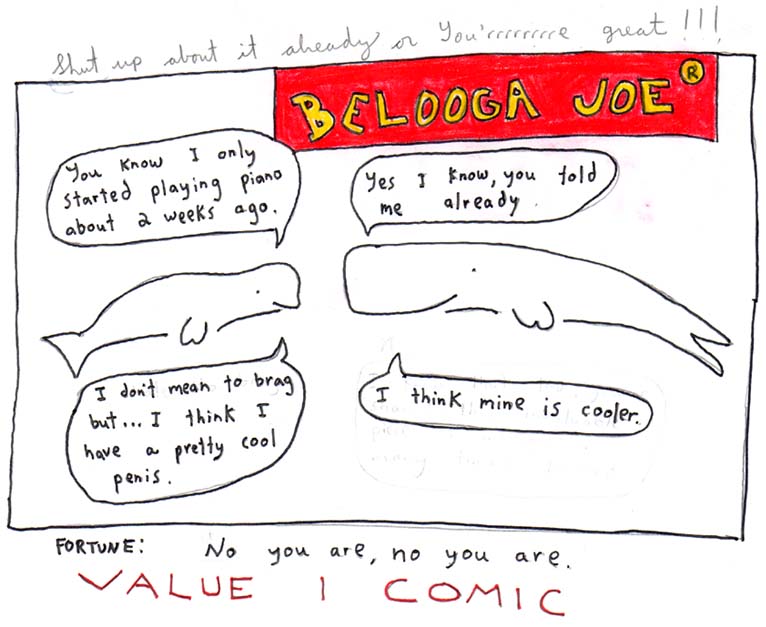 Shut up about it already or You'rrrrrrrre great!!!
BELOOGA JOE®
You know I only
started playing piano
about 2 weeks ago.
Yes I know, you told
me already.
I don't mean to brag
but... I think I
have a pretty cool
penis.
I think mine is cooler.
FORTUNE: No you are, no you are.
VALUE 1 COMIC